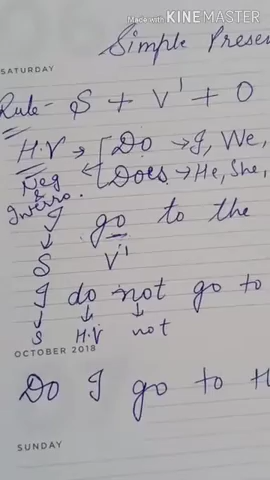 Made with KINEMASTER
Simple Presen
SATURDAY
Rule - S + V¹ + O
H.V → Do → I, We,
Neg & Does → He, She,
Interro.
I go to the
S V¹
I do not go to
S H.V not
OCTOBER 2018
Do I go to th
SUNDAY